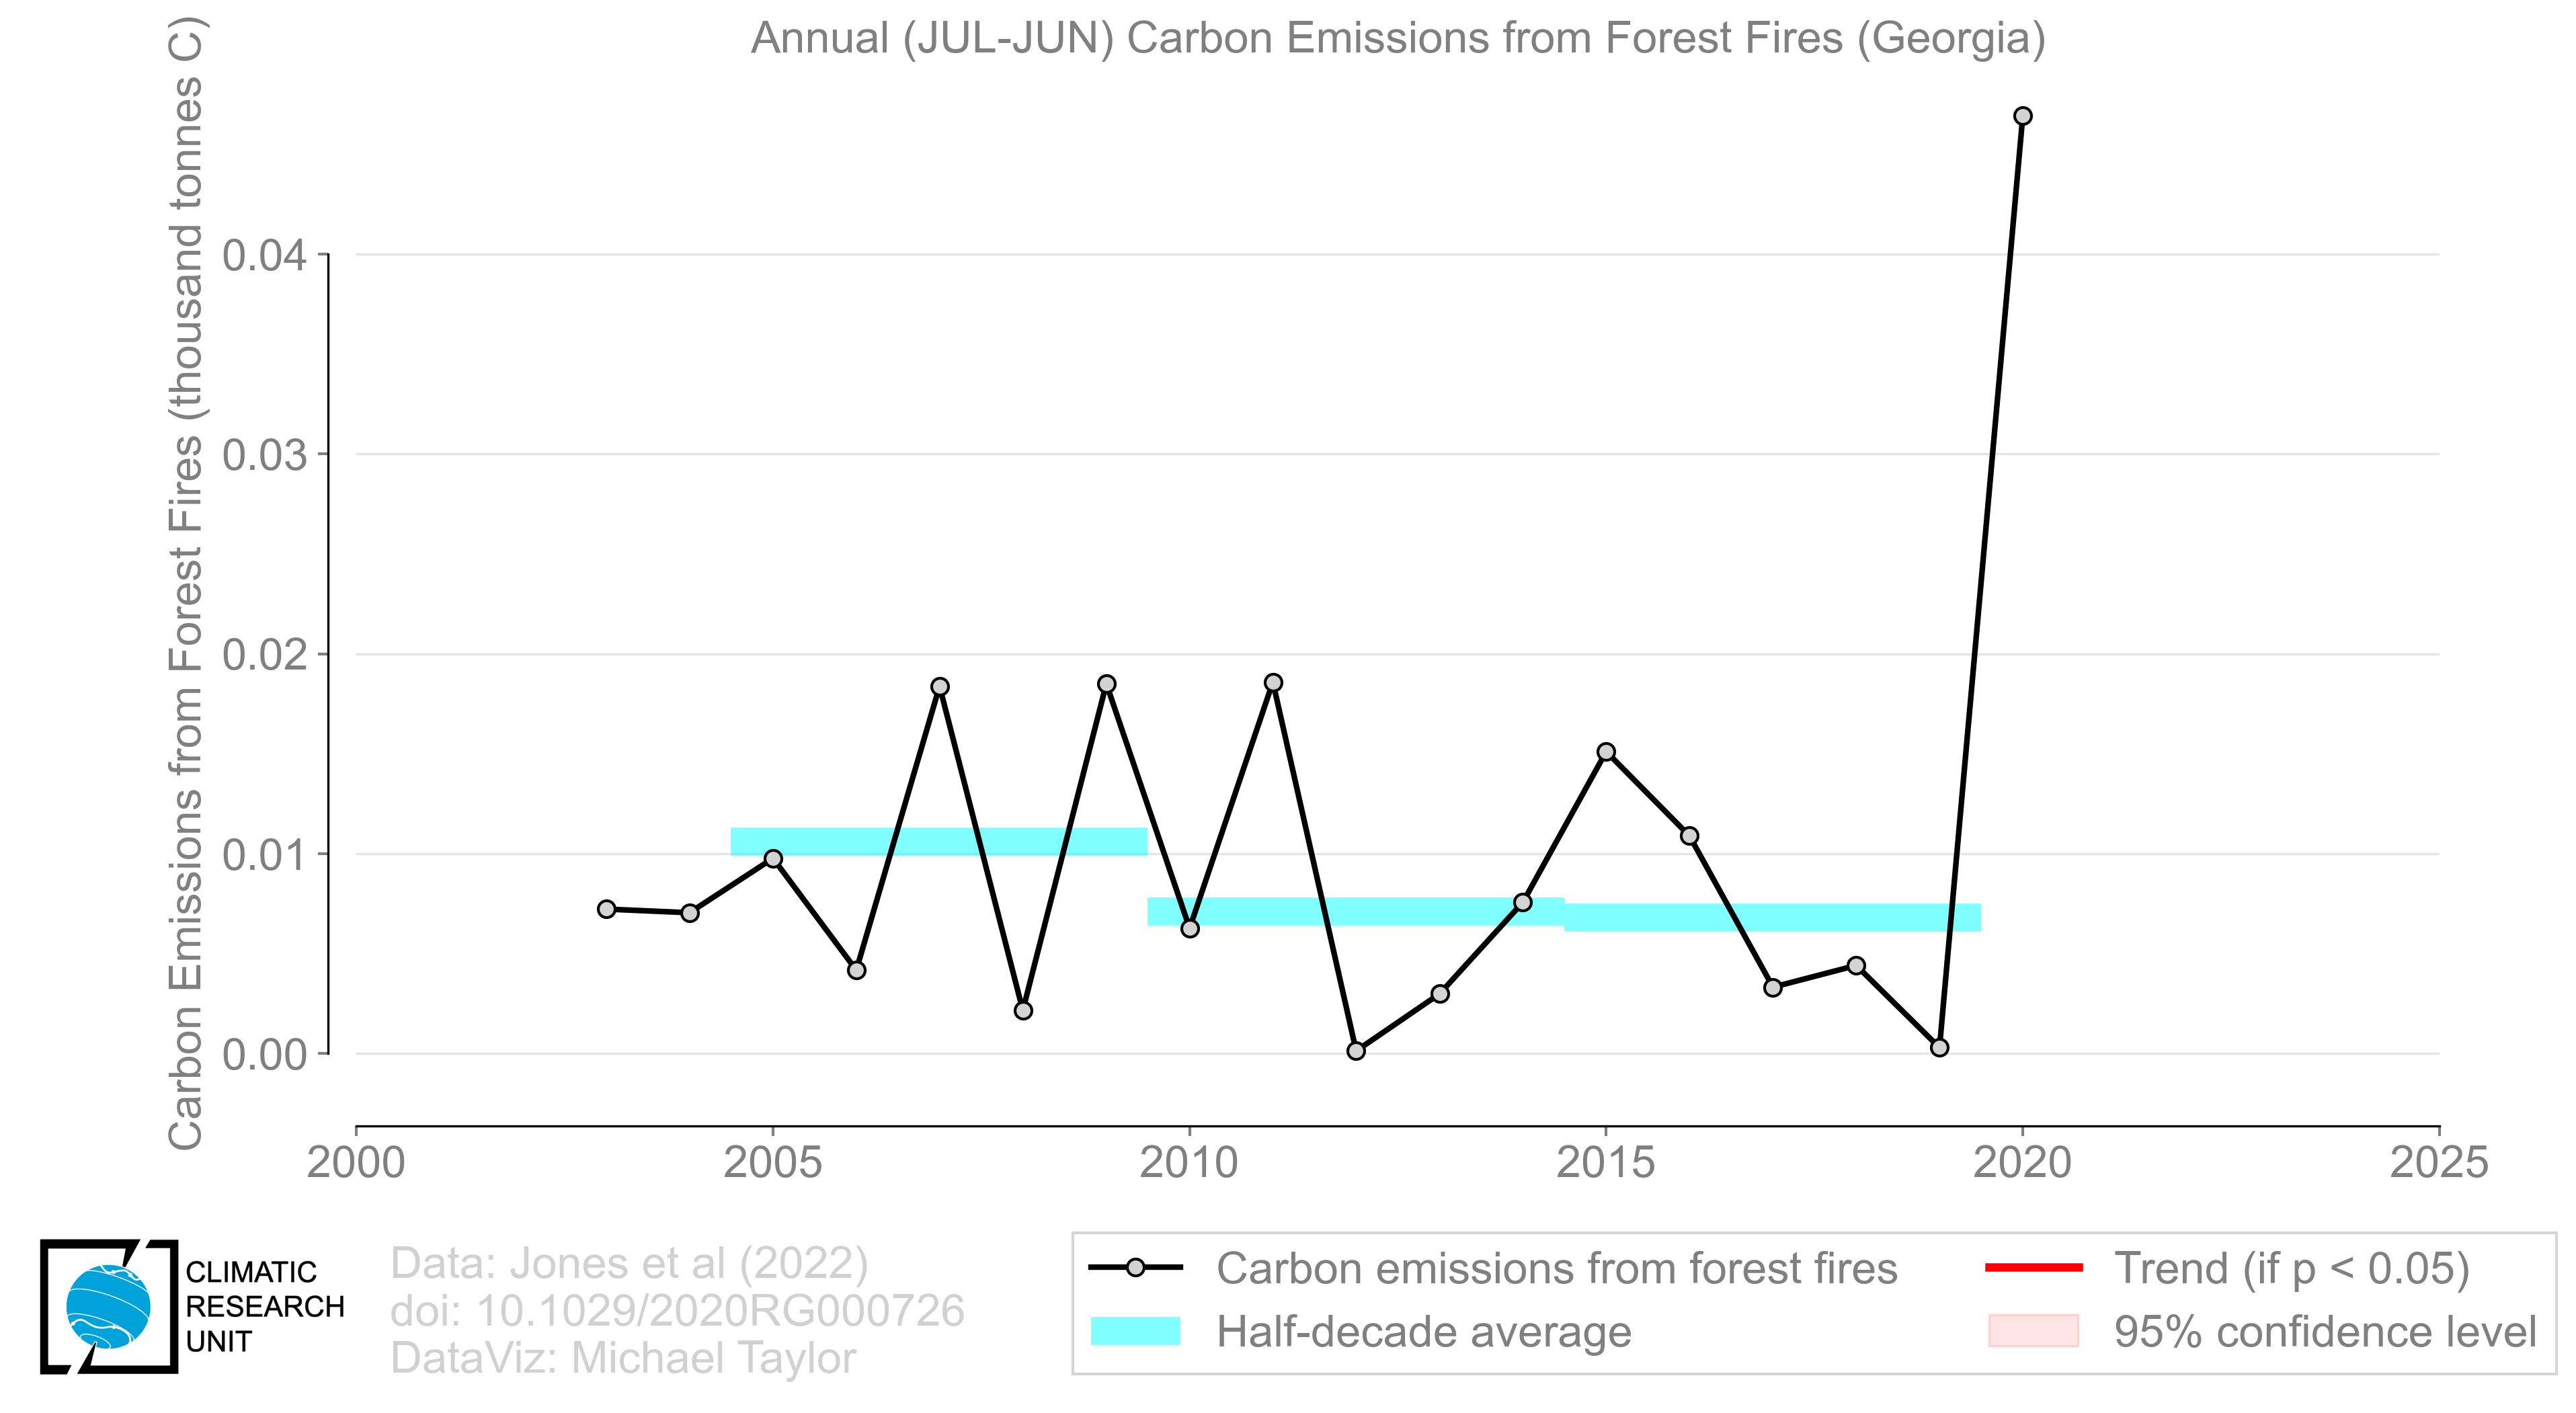 Annual (JUL-JUN) Carbon Emissions from Forest Fires (Georgia)
Carbon Emissions from Forest Fires (thousand tonnes C)
0.04
0.03
0.02
0.01
0.00
2000 2005 2010 2015 2020 2025
CLIMATIC
RESEARCH
UNIT
Data: Jones et al (2022)
doi: 10.1029/2020RG000726
DataViz: Michael Taylor
Carbon emissions from forest fires
Half-decade average
Trend (if p < 0.05)
95% confidence level